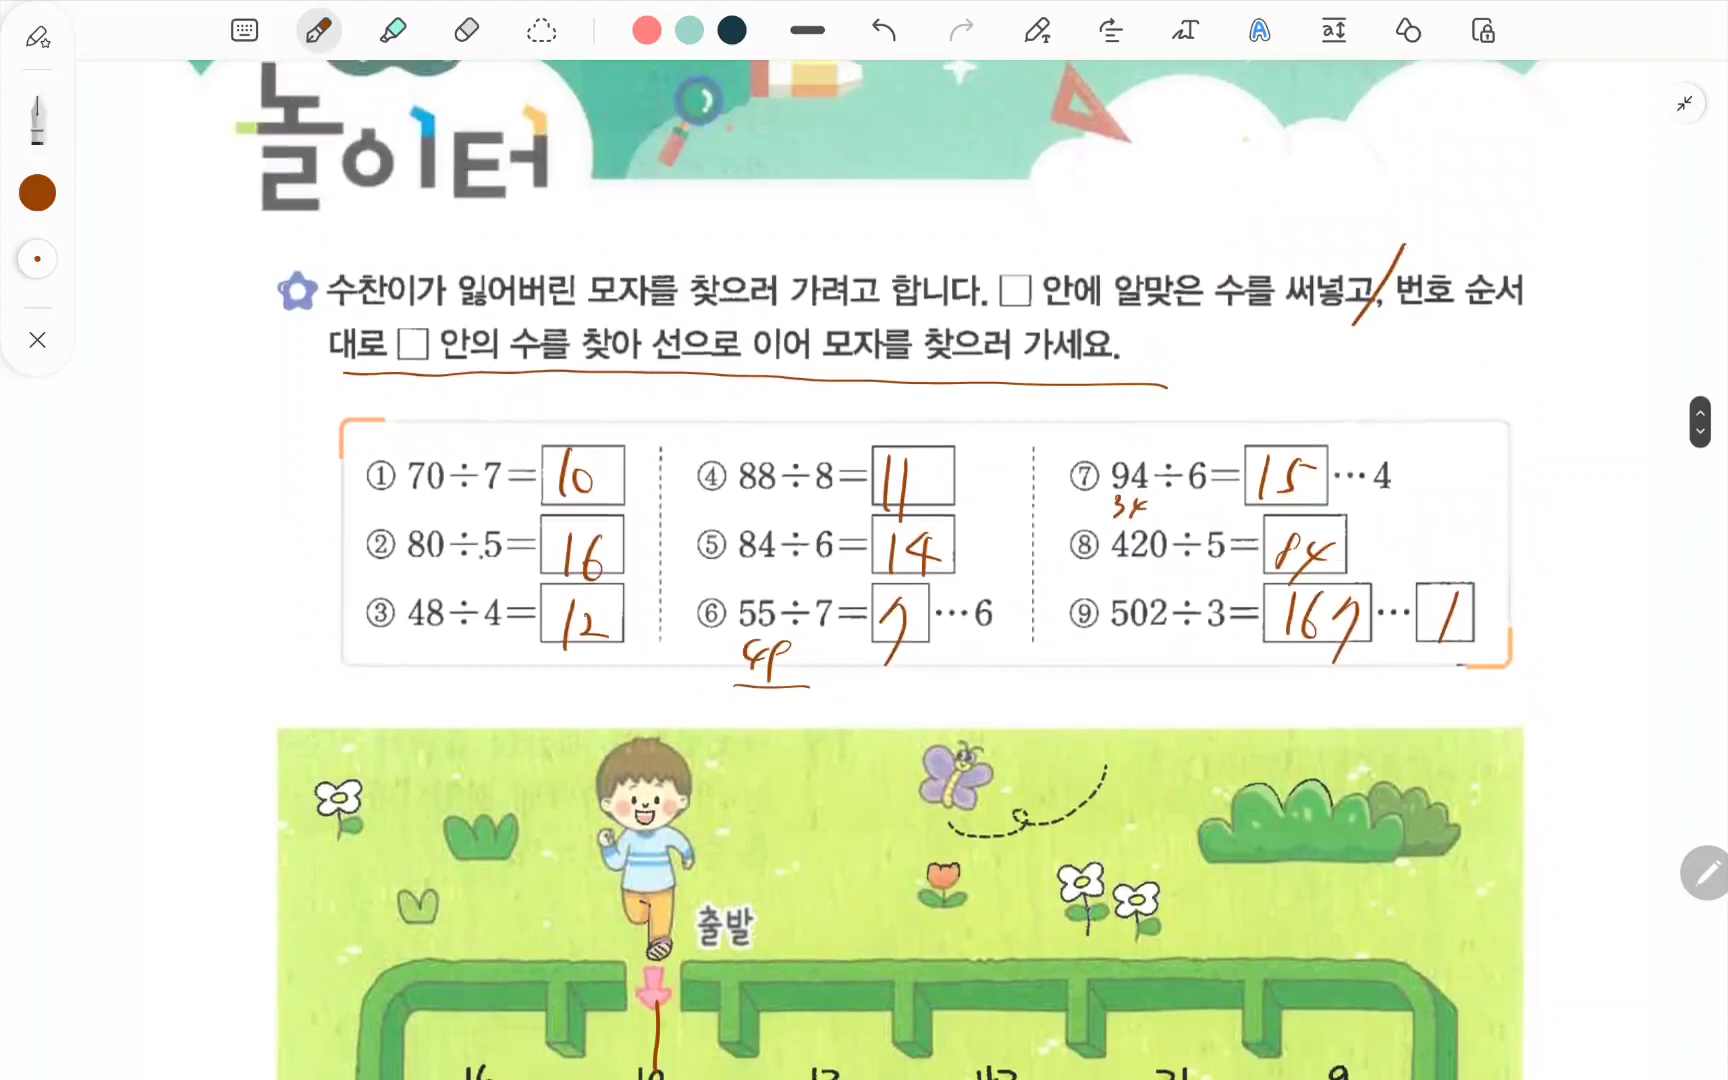 놀이터
수찬이가 잃어버린 모자를 찾으러 가려고 합니다. □ 안에 알맞은 수를 써넣고, 번호 순서
대로 □ 안의 수를 찾아 선으로 이어 모자를 찾으러 가세요.
① 70÷7=10
② 80÷5=16
③ 48÷4=12
④ 88÷8=11
⑤ 84÷6=14
⑥ 55÷7=7…6
49
⑦ 94÷6=15…4
34
⑧ 420÷5=84
⑨ 502÷3=167…1
출발